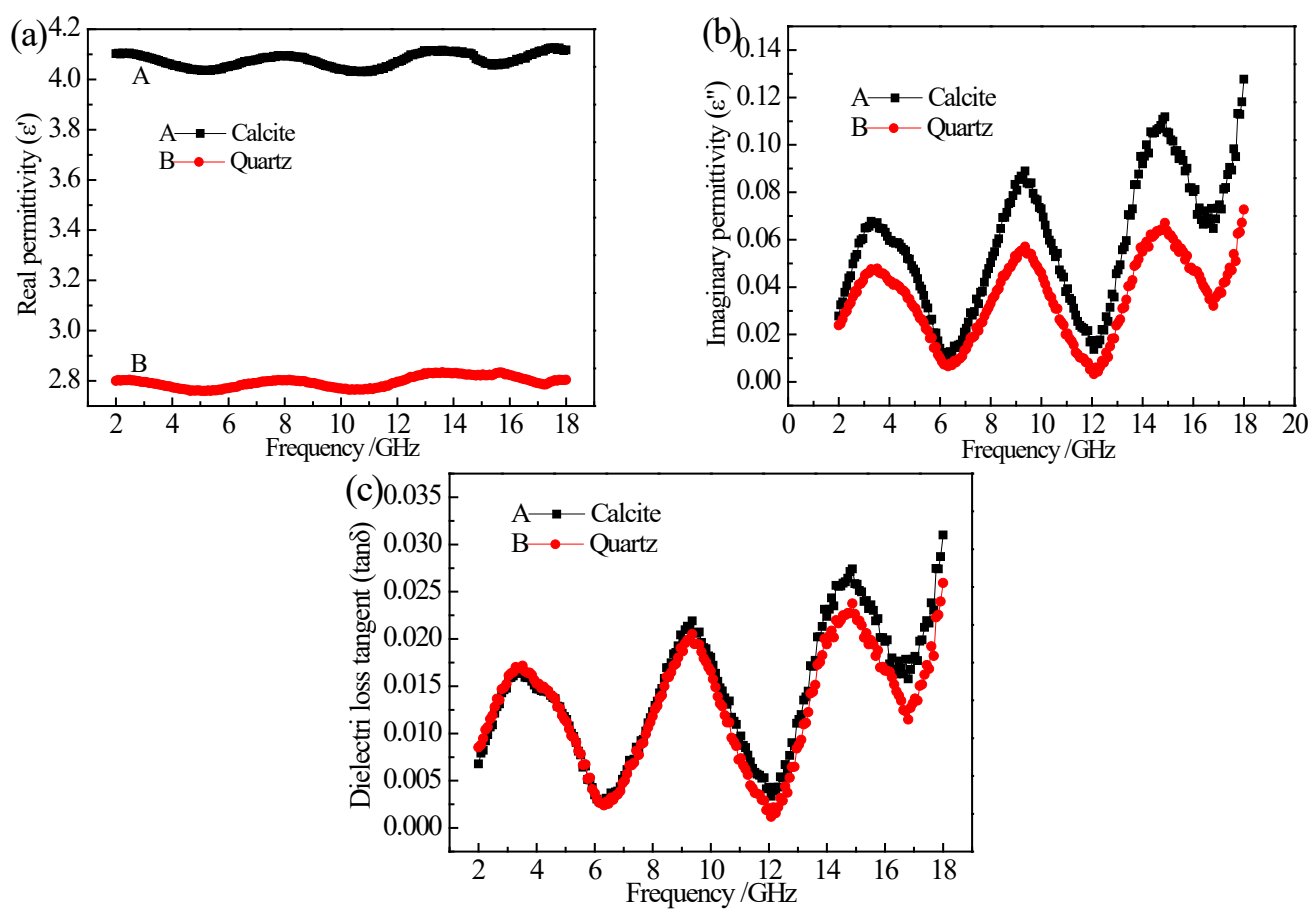 (a)
4.2
4.0
3.8
3.6
3.4
3.2
3.0
2.8
Real permittivity (ε')
A
B
A Calcite
B Quartz
2 4 6 8 10 12 14 16 18
Frequency /GHz
(b)
0.14
0.12
0.10
0.08
0.06
0.04
0.02
0.00
Imaginary permittivity (ε'')
A Calcite
B Quartz
0 2 4 6 8 10 12 14 16 18 20
Frequency /GHz
(c)
0.035
0.030
0.025
0.020
0.015
0.010
0.005
0.000
Dielectri loss tangent (tanδ)
A Calcite
B Quartz
2 4 6 8 10 12 14 16 18
Frequency /GHz